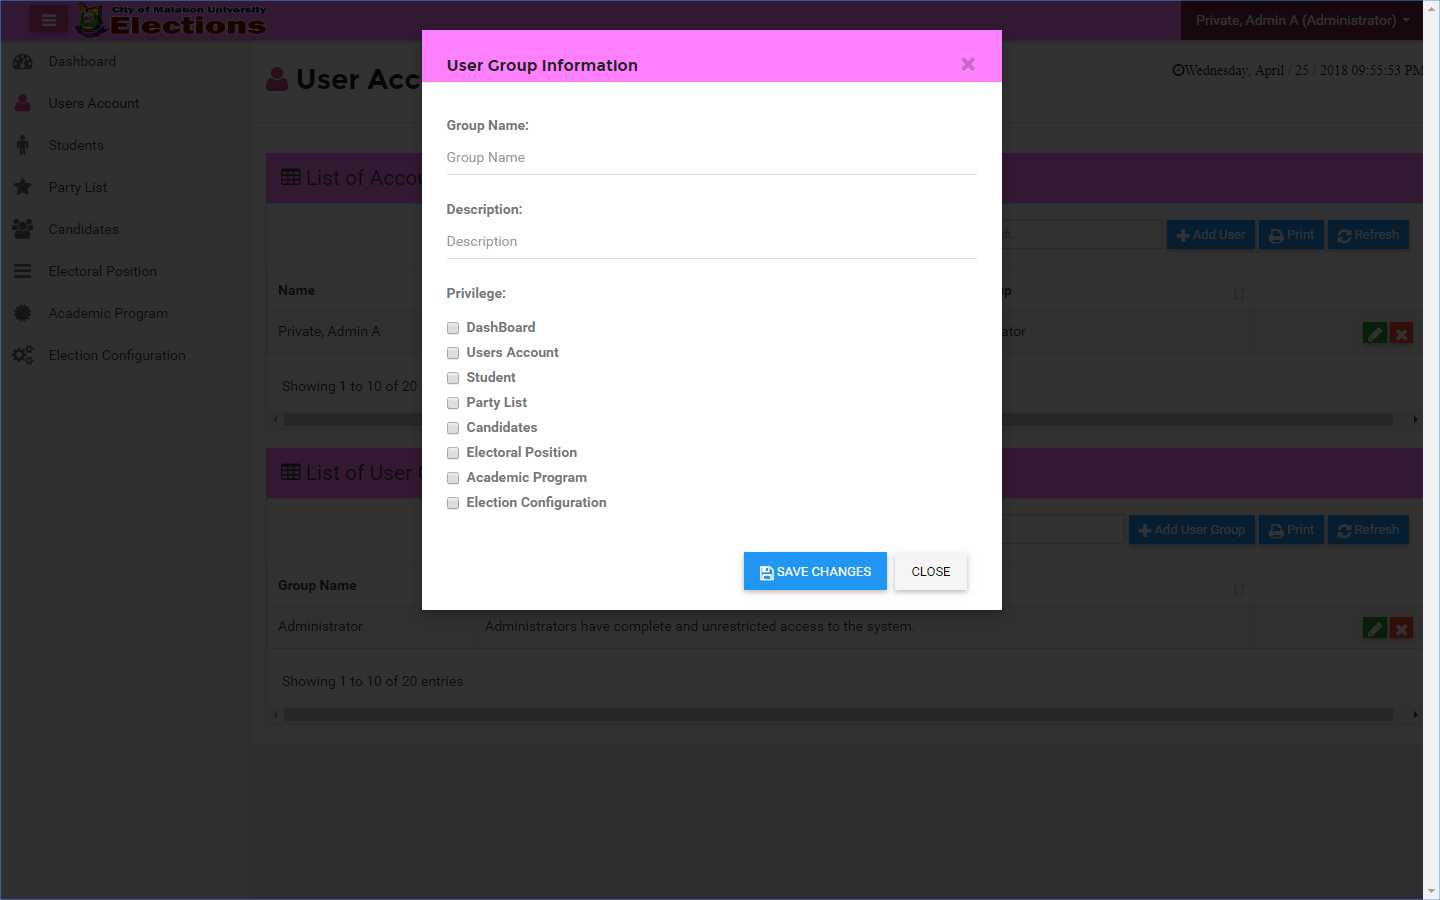 City of Malabon University
Elections
Private, Admin A (Administrator)
Dashboard
Users Account
Students
Party List
Candidates
Electoral Position
Academic Program
Election Configuration
User Acc
Wednesday, April / 25 / 2018 09:55:53 PM
List of Accou
Add User
Print
Refresh
Name
Private, Admin A
ator
Showing 1 to 10 of 20
List of User
Add User Group
Print
Refresh
Group Name
Administrator
Administrators have complete and unrestricted access to the system.
Showing 1 to 10 of 20 entries
User Group Information
Group Name:
Group Name
Description:
Description
Privilege:
DashBoard
Users Account
Student
Party List
Candidates
Electoral Position
Academic Program
Election Configuration
SAVE CHANGES
CLOSE